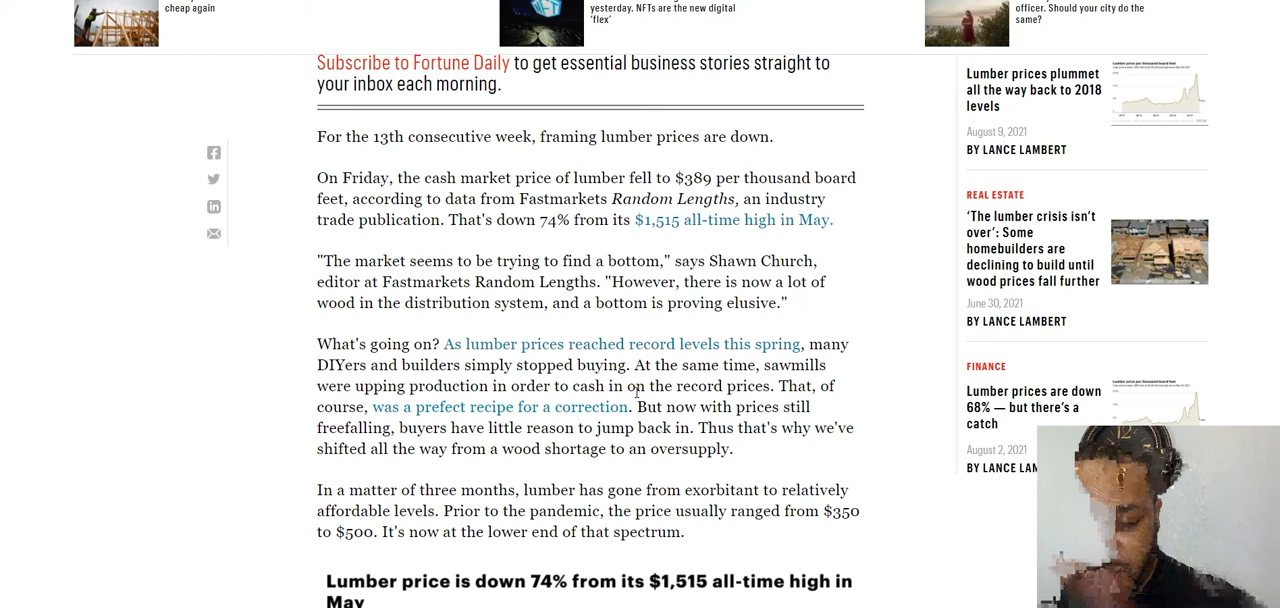 cheap again
yesterday. NFTs are the new digital
'flex'
officer. Should your city do the
same?
Subscribe to Fortune Daily to get essential business stories straight to
your inbox each morning.
For the 13th consecutive week, framing lumber prices are down.
On Friday, the cash market price of lumber fell to $389 per thousand board
feet, according to data from Fastmarkets Random Lengths, an industry
trade publication. That's down 74% from its $1,515 all-time high in May.
"The market seems to be trying to find a bottom," says Shawn Church,
editor at Fastmarkets Random Lengths. "However, there is now a lot of
wood in the distribution system, and a bottom is proving elusive."
What's going on? As lumber prices reached record levels this spring, many
DIYers and builders simply stopped buying. At the same time, sawmills
were upping production in order to cash in on the record prices. That, of
course, was a prefect recipe for a correction. But now with prices still
freefalling, buyers have little reason to jump back in. Thus that's why we've
shifted all the way from a wood shortage to an oversupply.
In a matter of three months, lumber has gone from exorbitant to relatively
affordable levels. Prior to the pandemic, the price usually ranged from $350
to $500. It's now at the lower end of that spectrum.
Lumber price is down 74% from its $1,515 all-time high in
May
Lumber prices plummet
all the way back to 2018
levels
August 9, 2021
BY LANCE LAMBERT
REAL ESTATE
'The lumber crisis isn't
over': Some
homebuilders are
declining to build until
wood prices fall further
June 30, 2021
BY LANCE LAMBERT
FINANCE
Lumber prices are down
68% — but there's a
catch
August 2, 2021
BY LANCE LAM
12